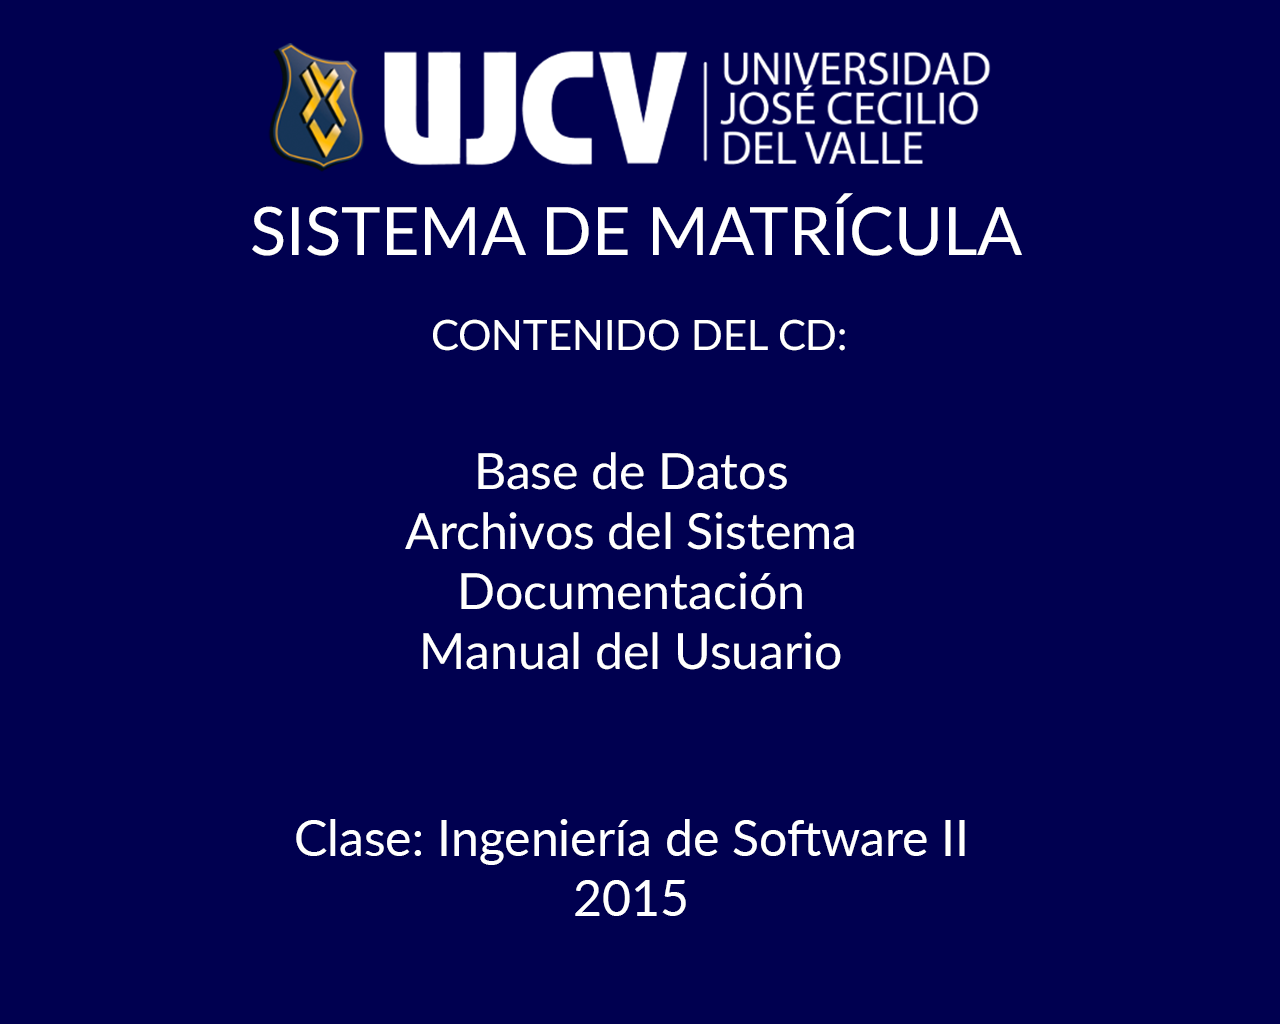 UJCV
UNIVERSIDAD
JOSÉ CECILIO
DEL VALLE
SISTEMA DE MATRÍCULA
CONTENIDO DEL CD:
Base de Datos
Archivos del Sistema
Documentación
Manual del Usuario
Clase: Ingeniería de Software II
2015